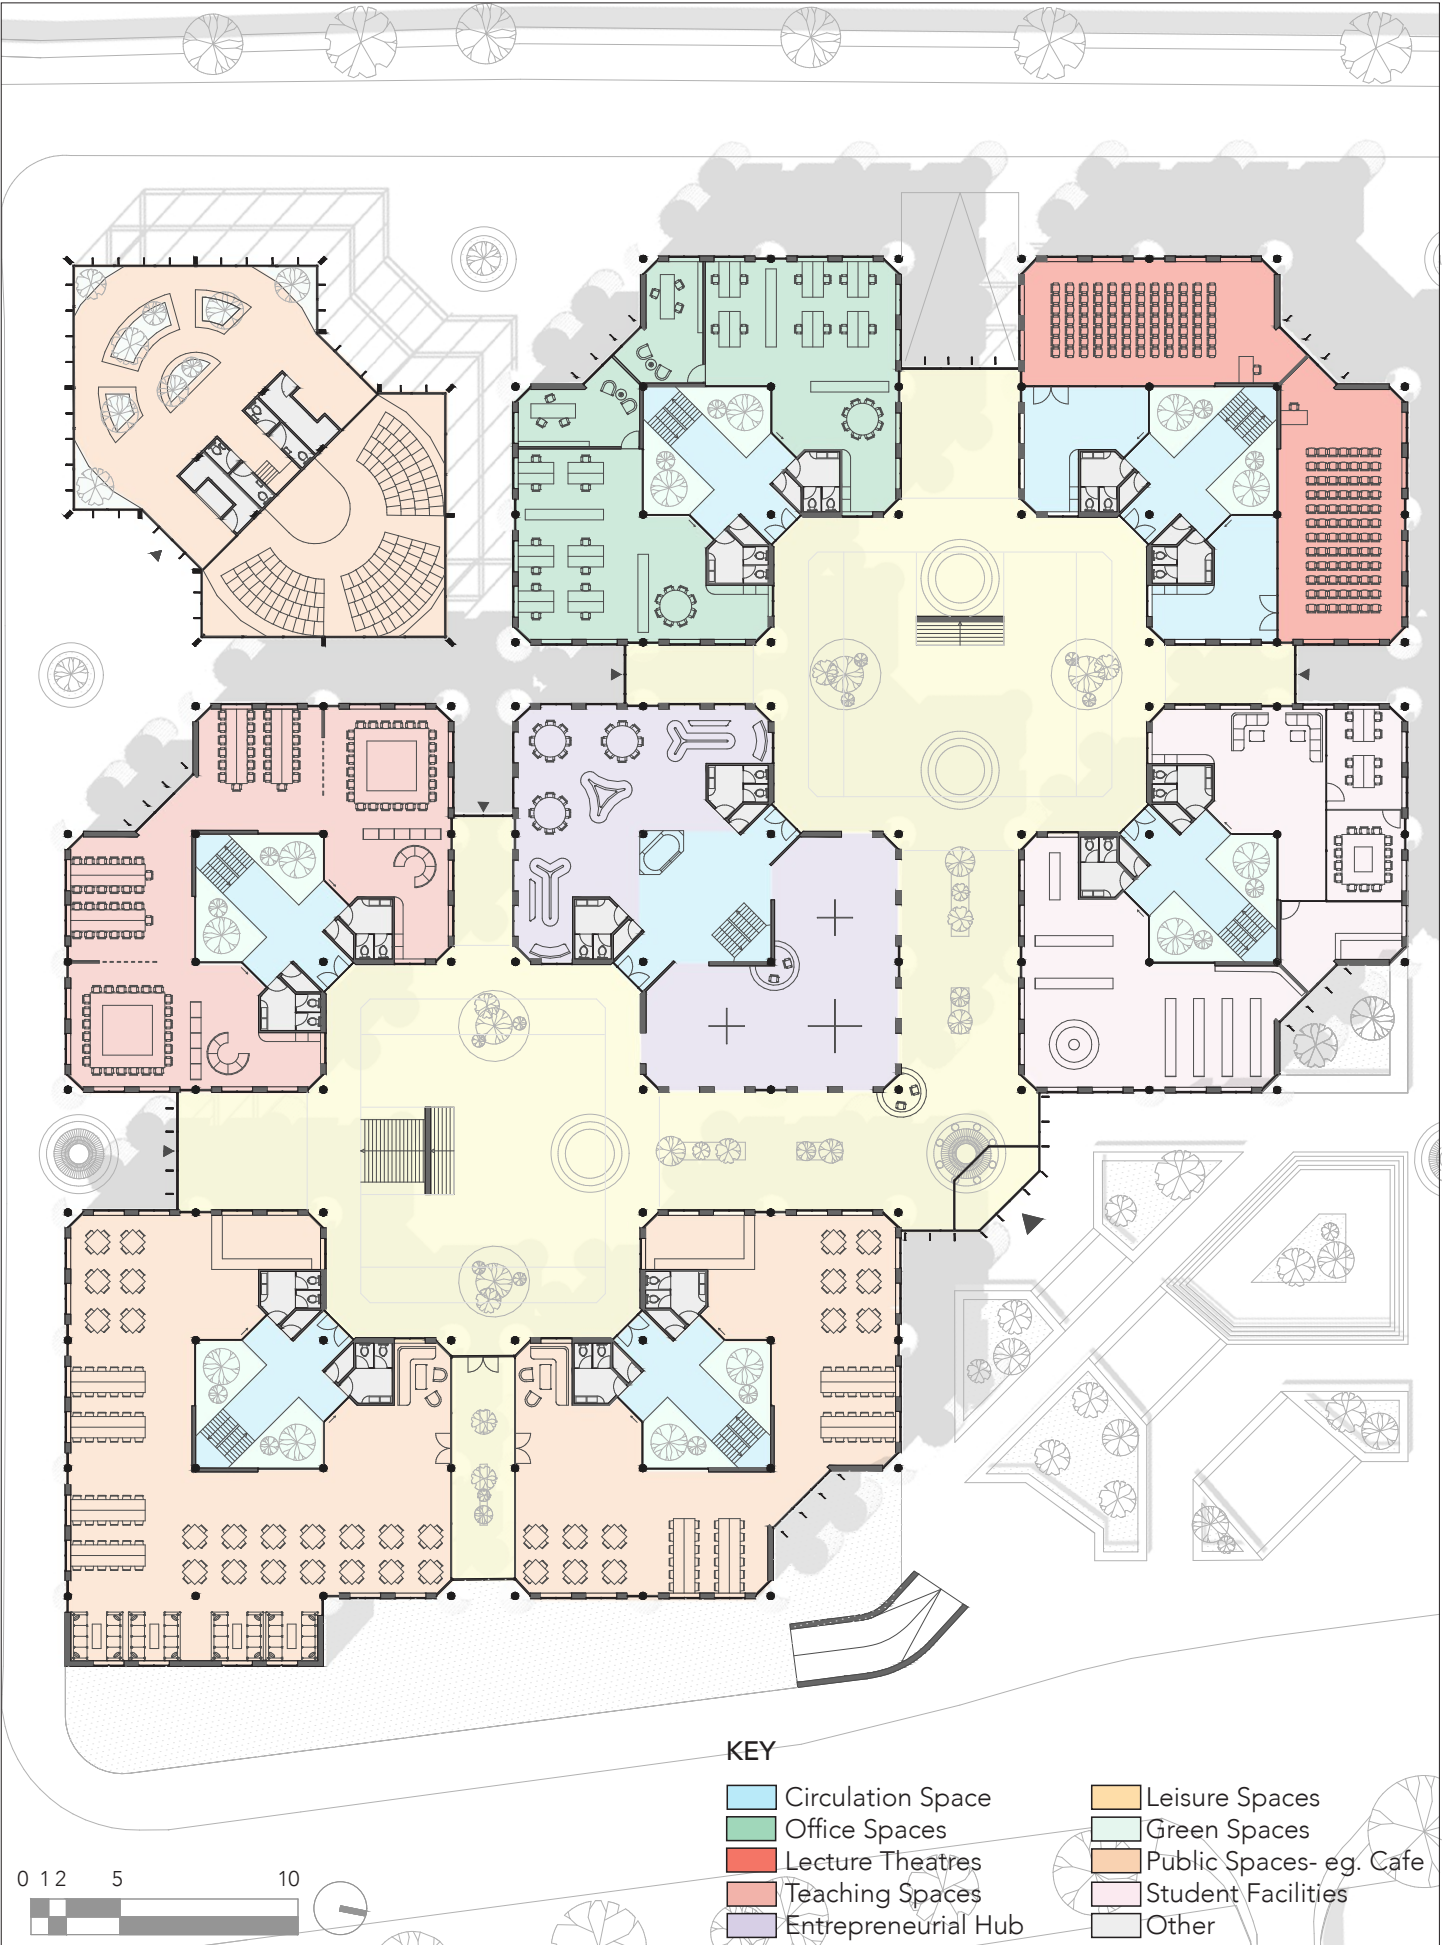 KEY
Circulation Space
Office Spaces
Lecture Theatres
Teaching Spaces
Entrepreneurial Hub
Leisure Spaces
Green Spaces
Public Spaces- eg. Cafe
Student Facilities
Other
0 1 2 5 10